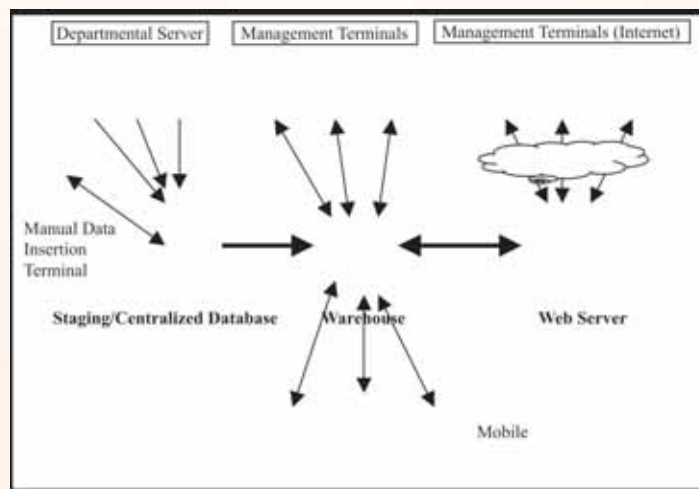 Departmental Server
Management Terminals
Management Terminals (Internet)
Manual Data
Insertion
Terminal
Staging/Centralized Database
Warehouse
Web Server
Mobile